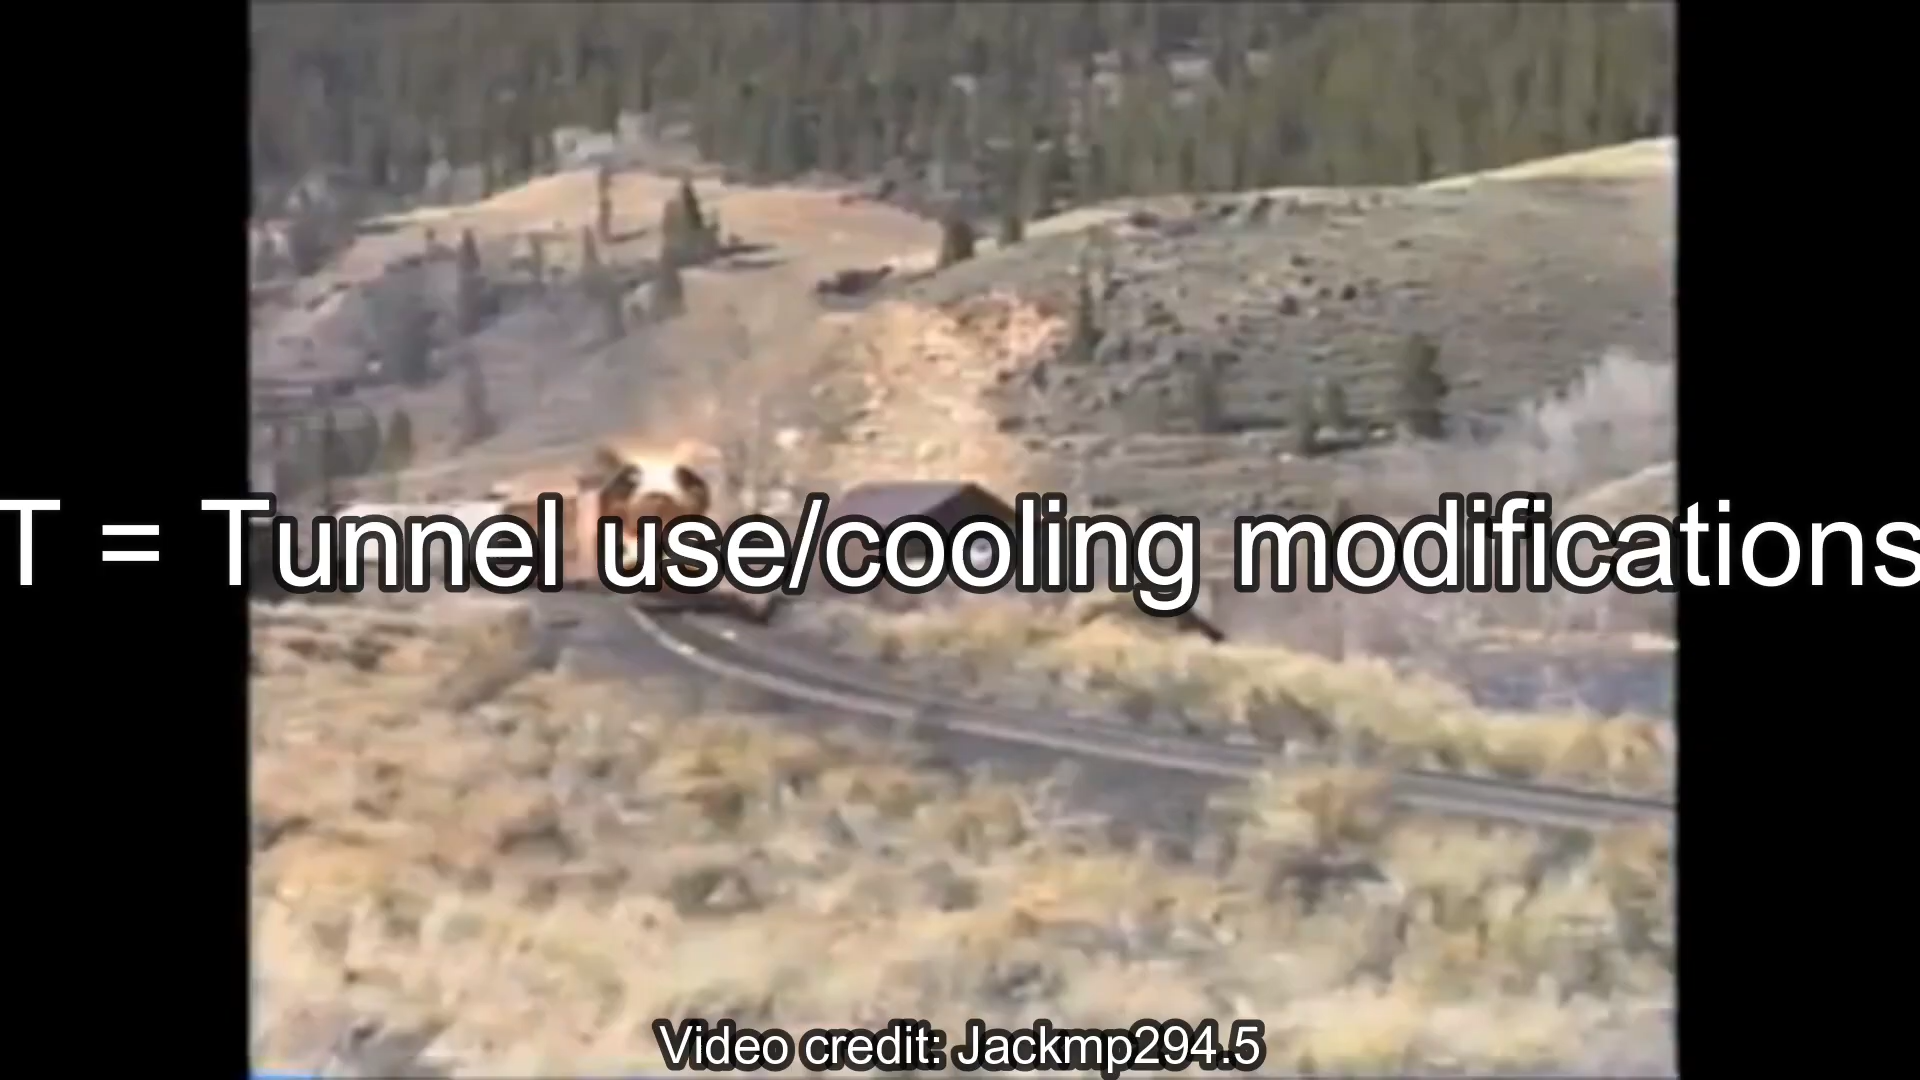 T = Tunnel use/cooling modifications
Video credit: Jackmp294.5